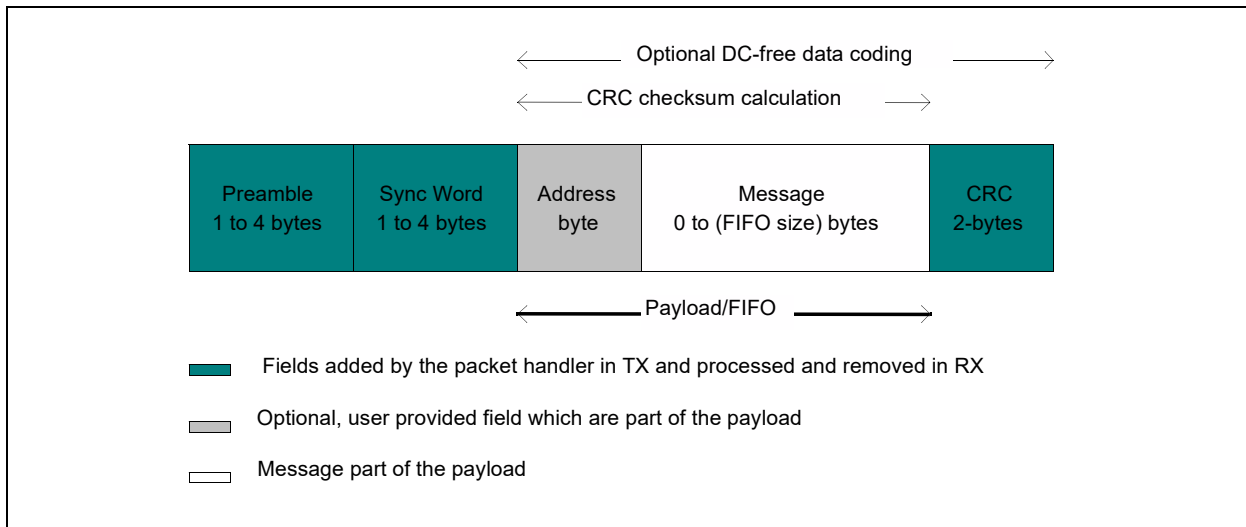 Optional DC-free data coding
CRC checksum calculation
Preamble
1 to 4 bytes
Sync Word
1 to 4 bytes
Address
byte
Message
0 to (FIFO size) bytes
CRC
2-bytes
Payload/FIFO
Fields added by the packet handler in TX and processed and removed in RX
Optional, user provided field which are part of the payload
Message part of the payload